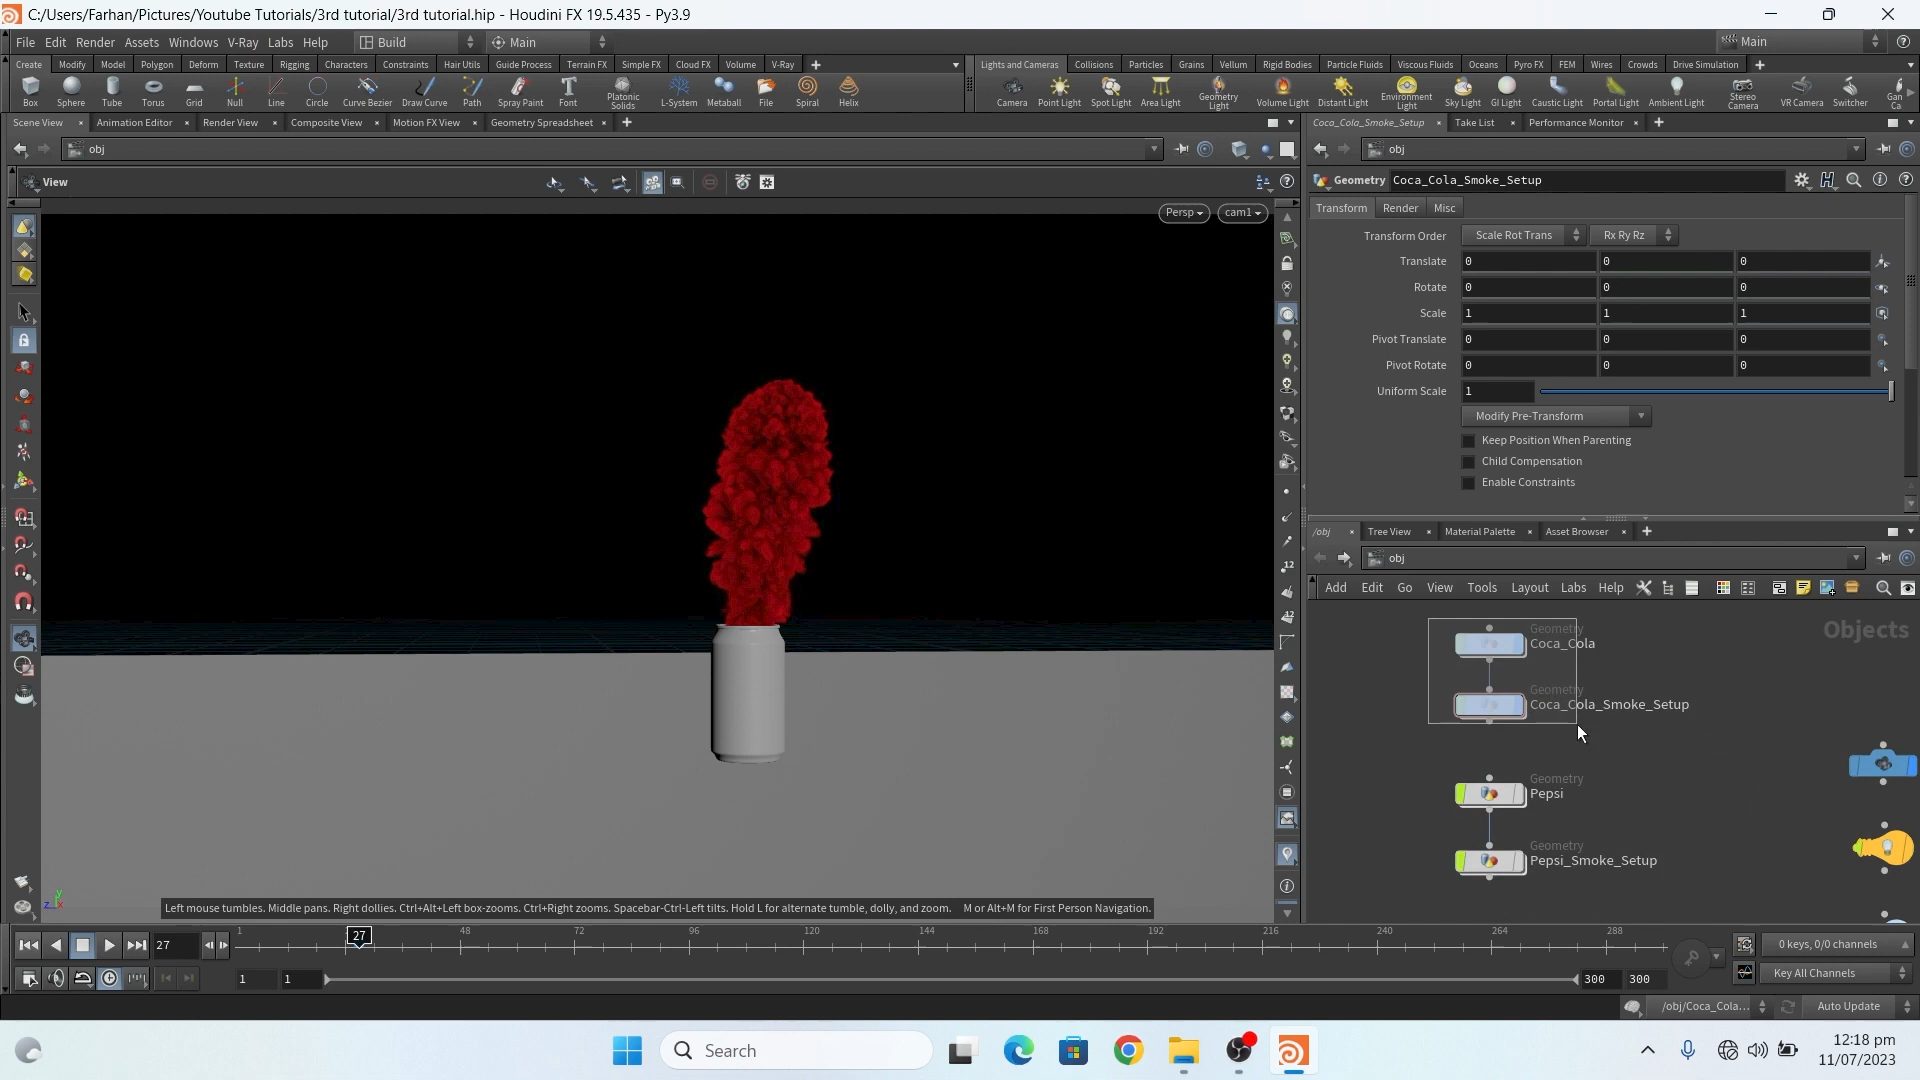 C:/Users/Farhan/Pictures/Youtube Tutorials/3rd tutorial/3rd tutorial.hip - Houdini FX 19.5.435 - Py3.9
File Edit Render Assets Windows V-Ray Labs Help Build Main Main
Create Modify Model Polygon Deform Texture Rigging Characters Constraints Hair Utils Guide Process Terrain FX Simple FX Cloud FX Volume V-Ray
Lights and Cameras Collisions Particles Grains Vellum Rigid Bodies Particle Fluids Viscous Fluids Oceans Pyro FX FEM Wires Crowds Drive Simulation
Box Sphere Tube Torus Grid Null Line Circle Curve Bezier Draw Curve Path Spray Paint Font Platonic Solids L-System Metaball File Spiral Helix
Camera Point Light Spot Light Area Light Geometry Light Volume Light Distant Light Environment Light Sky Light GI Light Caustic Light Portal Light Ambient Light Stereo Camera VR Camera Switcher Gan Ca
Scene View Animation Editor Render View Composite View Motion FX View Geometry Spreadsheet
Coca_Cola_Smoke_Setup Take List Performance Monitor
obj
obj
View
Geometry Coca_Cola_Smoke_Setup
Persp cam1
Transform Render Misc
Transform Order Scale Rot Trans Rx Ry Rz
Translate 0 0 0
Rotate 0 0 0
Scale 1 1 1
Pivot Translate 0 0 0
Pivot Rotate 0 0 0
Uniform Scale 1
Modify Pre-Transform
Keep Position When Parenting
Child Compensation
Enable Constraints
/obj Tree View Material Palette Asset Browser
obj
Add Edit Go View Tools Layout Labs Help
Objects
Geometry
Coca_Cola
Geometry
Coca_Cola_Smoke_Setup
Geometry
Pepsi
Geometry
Pepsi_Smoke_Setup
12
Left mouse tumbles. Middle pans. Right dollies. Ctrl+Alt+Left box-zooms. Ctrl+Right zooms. Spacebar-Ctrl-Left tilts. Hold L for alternate tumble, dolly, and zoom. M or Alt+M for First Person Navigation.
27 1 27 48 72 96 120 144 168 192 216 240 264 288
0 keys, 0/0 channels
1 1 300 300
Key All Channels
/obj/Coca_Cola... Auto Update
Search
12:18 pm
11/07/2023